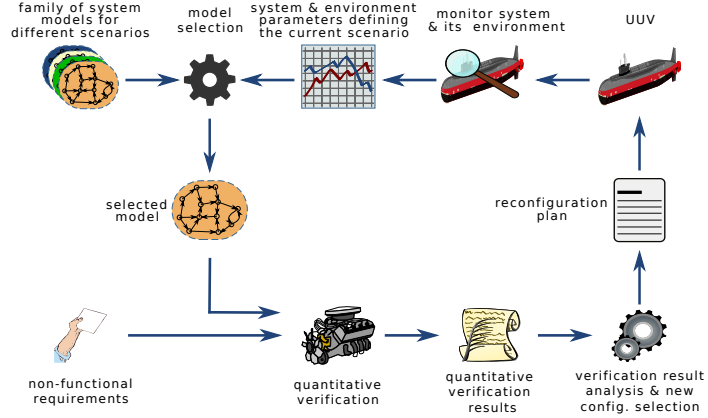 family of system
models for
different scenarios
model
selection
system & environment
parameters defining
the current scenario
monitor system
& its environment
UUV
selected
model
reconfiguration
plan
non-functional
requirements
quantitative
verification
quantitative
verification
results
verification result
analysis & new
config. selection